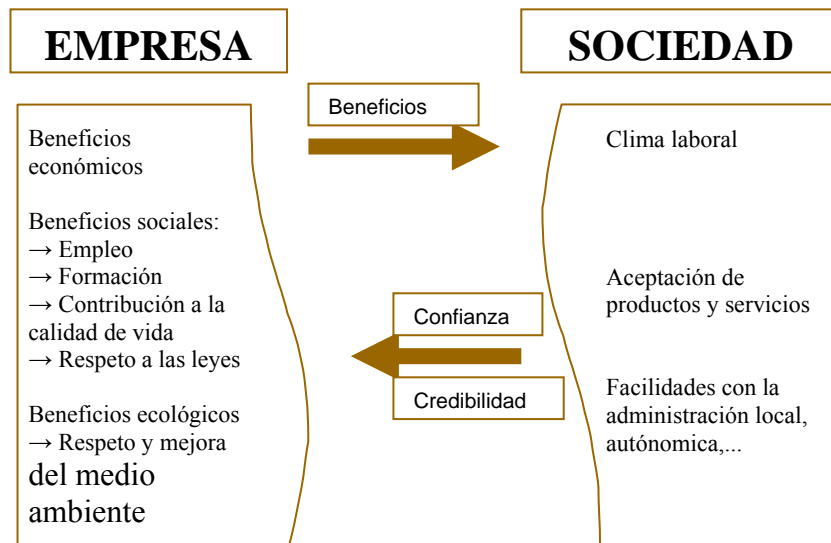 EMPRESA
Beneficios
económicos
Beneficios sociales:
→ Empleo
→ Formación
→ Contribución a la
calidad de vida
→ Respeto a las leyes
Beneficios ecológicos
→ Respeto y mejora
del medio
ambiente
Beneficios
Confianza
Credibilidad
SOCIEDAD
Clima laboral
Aceptación de
productos y servicios
Facilidades con la
administración local,
autónomica,...